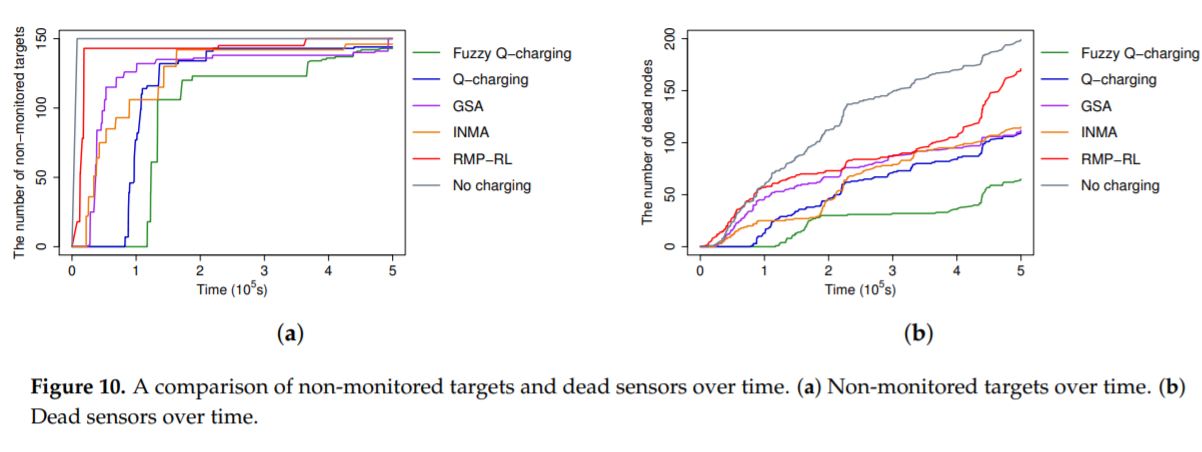 The number of non−monitored targets
0
50
100
150
0
1
2
3
4
5
Time (10⁵s)
Fuzzy Q−charging
Q−charging
GSA
INMA
RMP−RL
No charging
(a)
The number of dead nodes
0
50
100
150
200
0
1
2
3
4
5
Time (10⁵s)
Fuzzy Q−charging
Q−charging
GSA
INMA
RMP−RL
No charging
(b)
Figure 10. A comparison of non-monitored targets and dead sensors over time. (a) Non-monitored targets over time. (b)
Dead sensors over time.